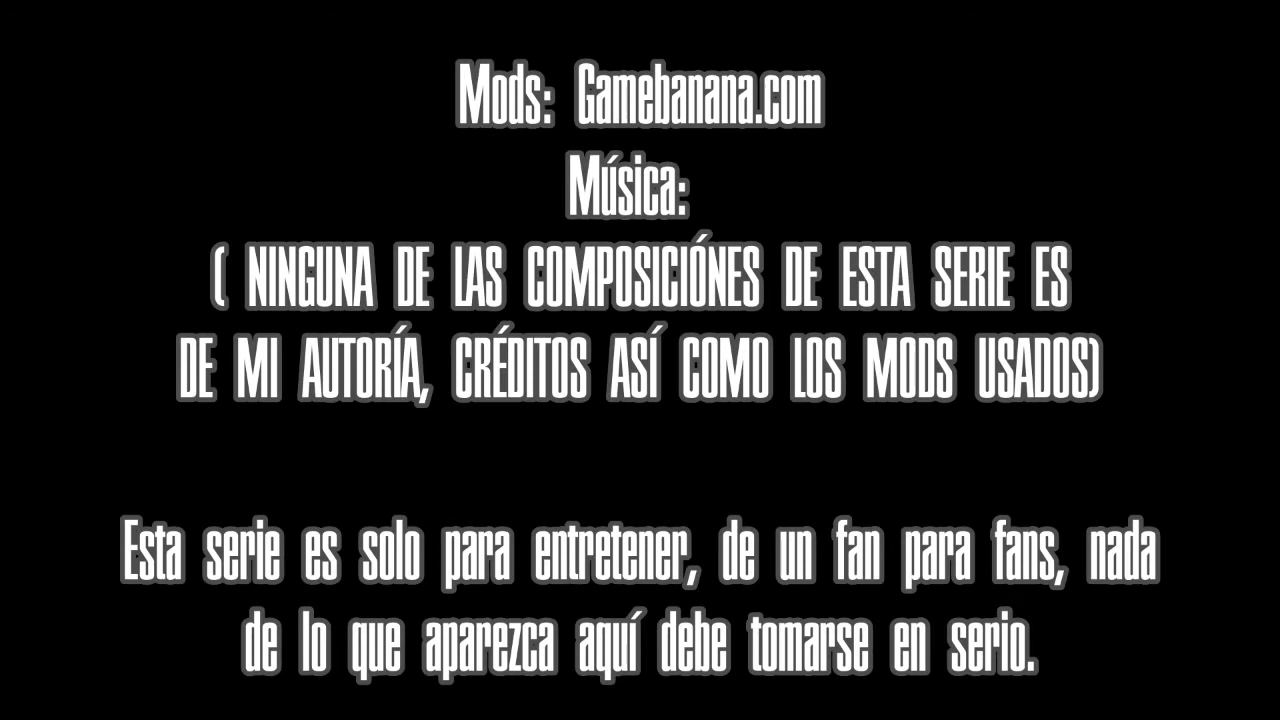 Mods: Gamebanana.com
Música:
( NINGUNA DE LAS COMPOSICIÓNES DE ESTA SERIE ES
DE MI AUTORÍA, CRÉDITOS ASÍ COMO LOS MODS USADOS)
Esta serie es solo para entretener, de un fan para fans, nada
de lo que aparezca aquí debe tomarse en serio.